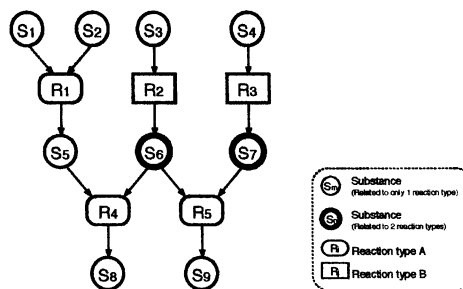 S1 S2 S3 S4
R1 R2 R3
S5 S6 S7
R4 R5
S8 S9
Sm Substance
(Related to only 1 reaction type)
Sn Substance
(Related to 2 reaction types)
Ri Reaction type A
Ri Reaction type B